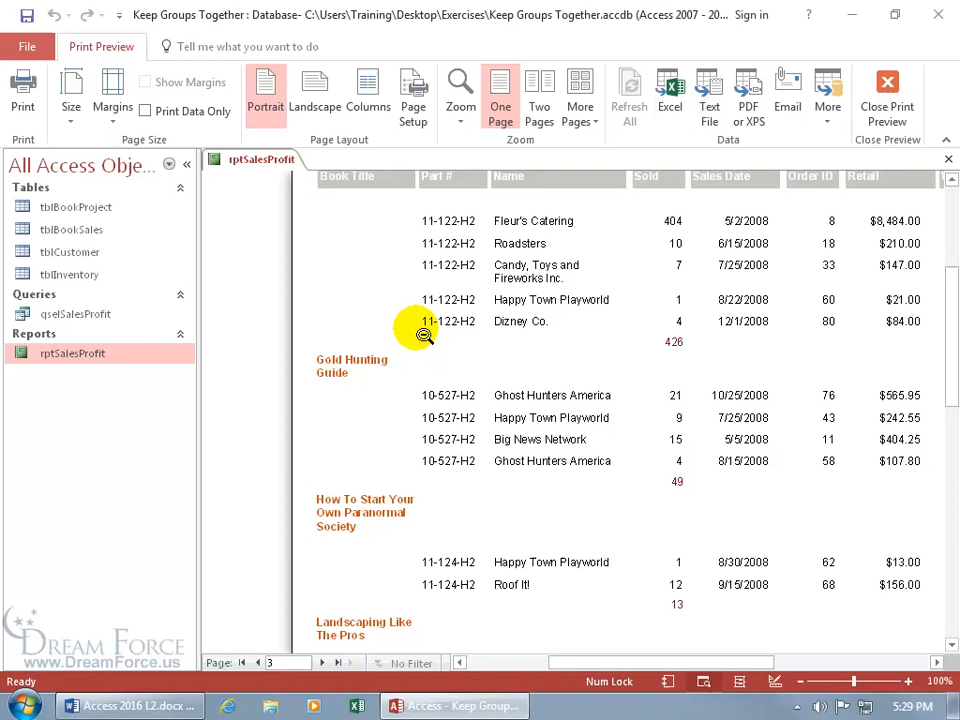 Keep Groups Together : Database- C:\Users\Training\Desktop\Exercises\Keep Groups Together.accdb (Access 2007 - 20... Sign in ?
File Print Preview Tell me what you want to do
Print Size Margins Show Margins Print Data Only Portrait Landscape Columns Page Setup Zoom One Page Two Pages More Pages Refresh All Excel Text File PDF or XPS Email More Close Print Preview
Print Page Size Page Layout Zoom Data Close Preview
All Access Obje... rptSalesProfit
Tables
tblBookProject
tblBookSales
tblCustomer
tblInventory
Queries
qselSalesProfit
Reports
rptSalesProfit
Book Title Part # Name Sold Sales Date Order ID Retail
11-122-H2 Fleur's Catering 404 5/2/2008 8 $8,484.00
11-122-H2 Roadsters 10 6/15/2008 18 $210.00
11-122-H2 Candy, Toys and 7 7/25/2008 33 $147.00
Fireworks Inc.
11-122-H2 Happy Town Playworld 1 8/22/2008 60 $21.00
11-122-H2 Dizney Co. 4 12/1/2008 80 $84.00
426
Gold Hunting
Guide
10-527-H2 Ghost Hunters America 21 10/25/2008 76 $565.95
10-527-H2 Happy Town Playworld 9 7/25/2008 43 $242.55
10-527-H2 Big News Network 15 5/5/2008 11 $404.25
10-527-H2 Ghost Hunters America 4 8/15/2008 58 $107.80
49
How To Start Your
Own Paranormal
Society
11-124-H2 Happy Town Playworld 1 8/30/2008 62 $13.00
11-124-H2 Roof It! 12 9/15/2008 68 $156.00
13
Landscaping Like
The Pros
DREAM FORCE
www.DreamForce.us
Page: 3 No Filter
Ready Num Lock 100%
Access 2016 L2.docx ... Access - Keep Group... 5:29 PM